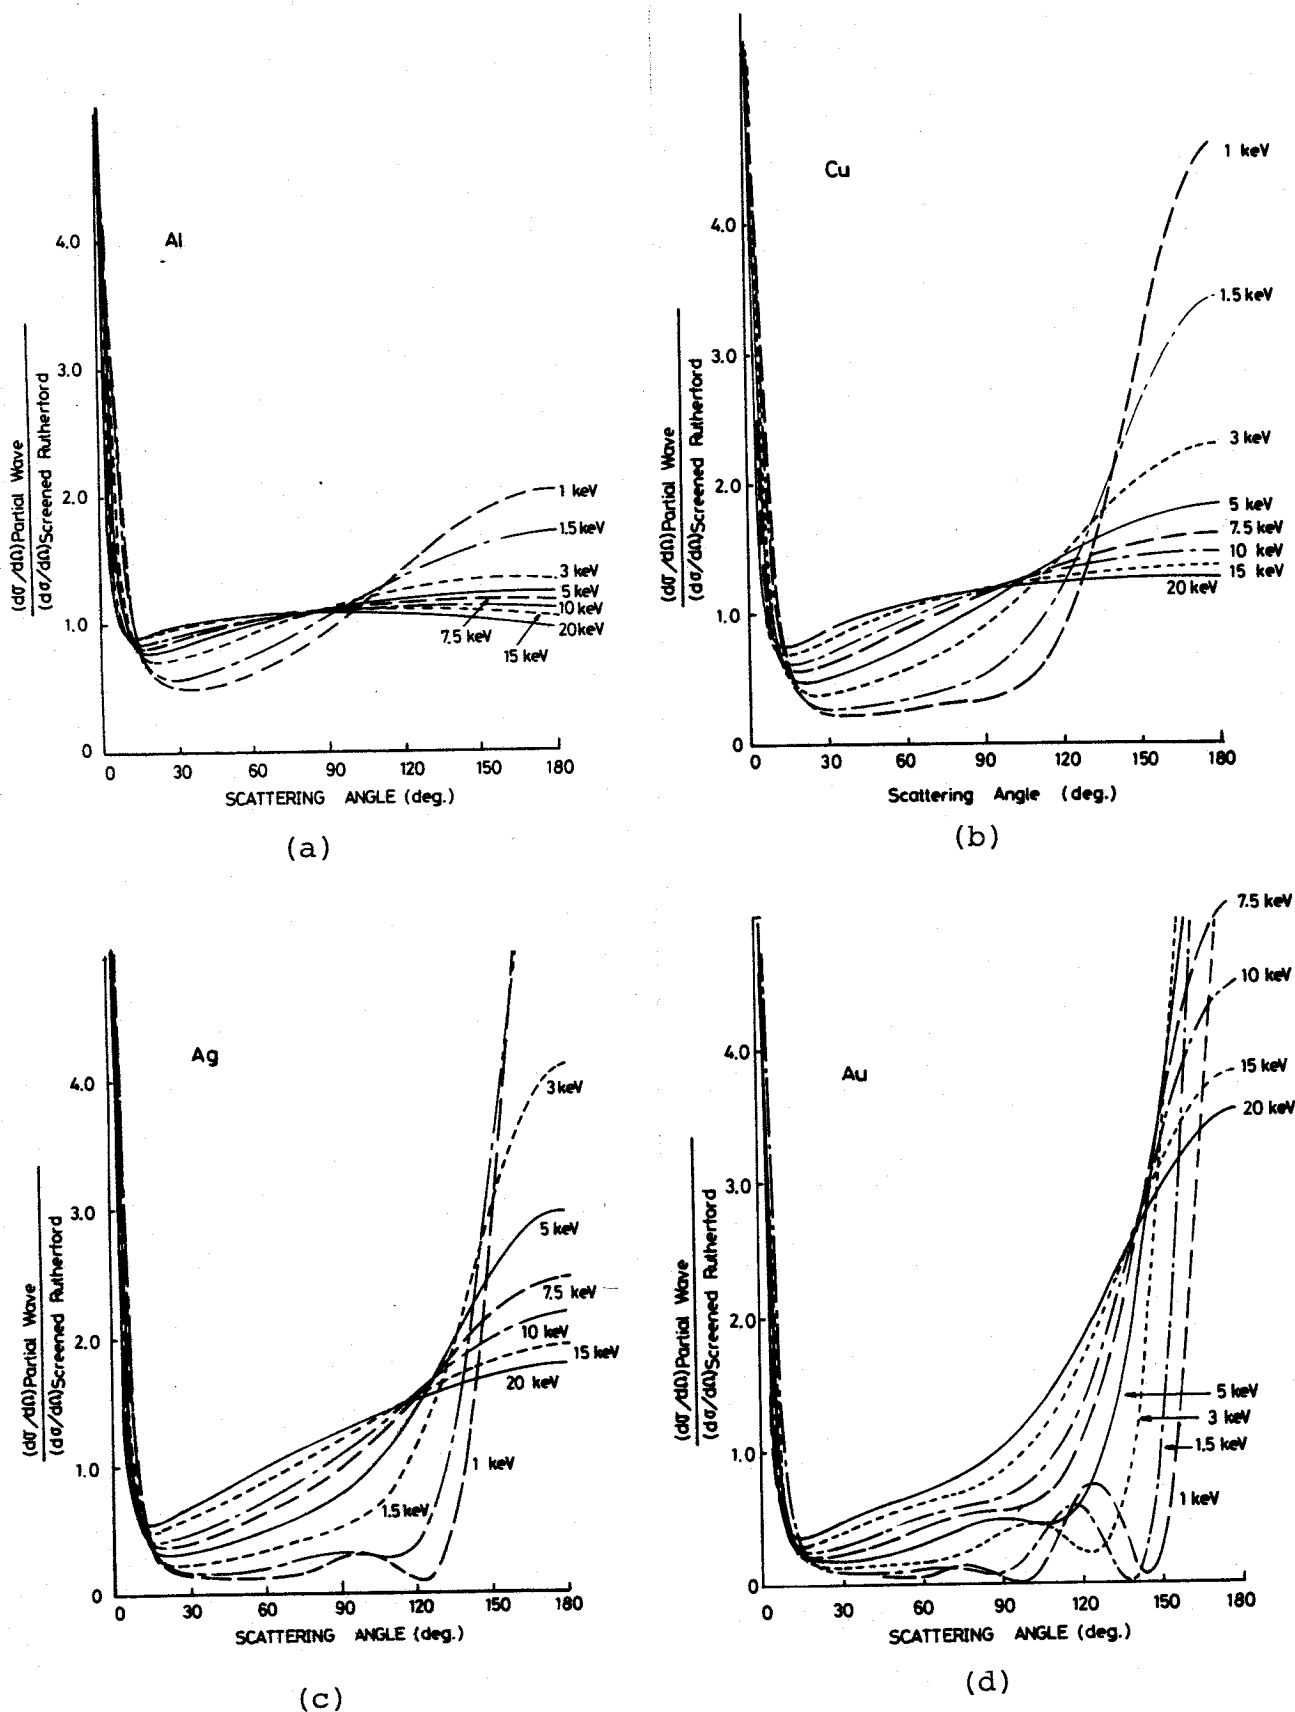 Al
4.0
3.0
2.0
1.0
0
(dσ/dΩ)Partial Wave
(dσ/dΩ)Screened Rutherford
1 keV
1.5 keV
3 keV
5 keV
10 keV
20 keV
7.5 keV
15 keV
0 30 60 90 120 150 180
SCATTERING ANGLE (deg.)
(a)
Cu
4.0
3.0
2.0
1.0
0
(dσ/dΩ)Partial Wave
(dσ/dΩ)Screened Rutherford
1 keV
1.5 keV
3 keV
5 keV
7.5 keV
10 keV
15 keV
20 keV
0 30 60 90 120 150 180
Scattering Angle (deg.)
(b)
Ag
4.0
3.0
2.0
1.0
0
(dσ/dΩ)Partial Wave
(dσ/dΩ)Screened Rutherford
3 keV
5 keV
7.5 keV
10 keV
15 keV
20 keV
1 keV
1.5 keV
0 30 60 90 120 150 180
SCATTERING ANGLE (deg.)
(c)
Au
4.0
3.0
2.0
1.0
0
(dσ/dΩ)Partial Wave
(dσ/dΩ)Screened Rutherford
7.5 keV
10 keV
15 keV
20 keV
5 keV
3 keV
1.5 keV
1 keV
0 30 60 90 120 150 180
SCATTERING ANGLE (deg.)
(d)